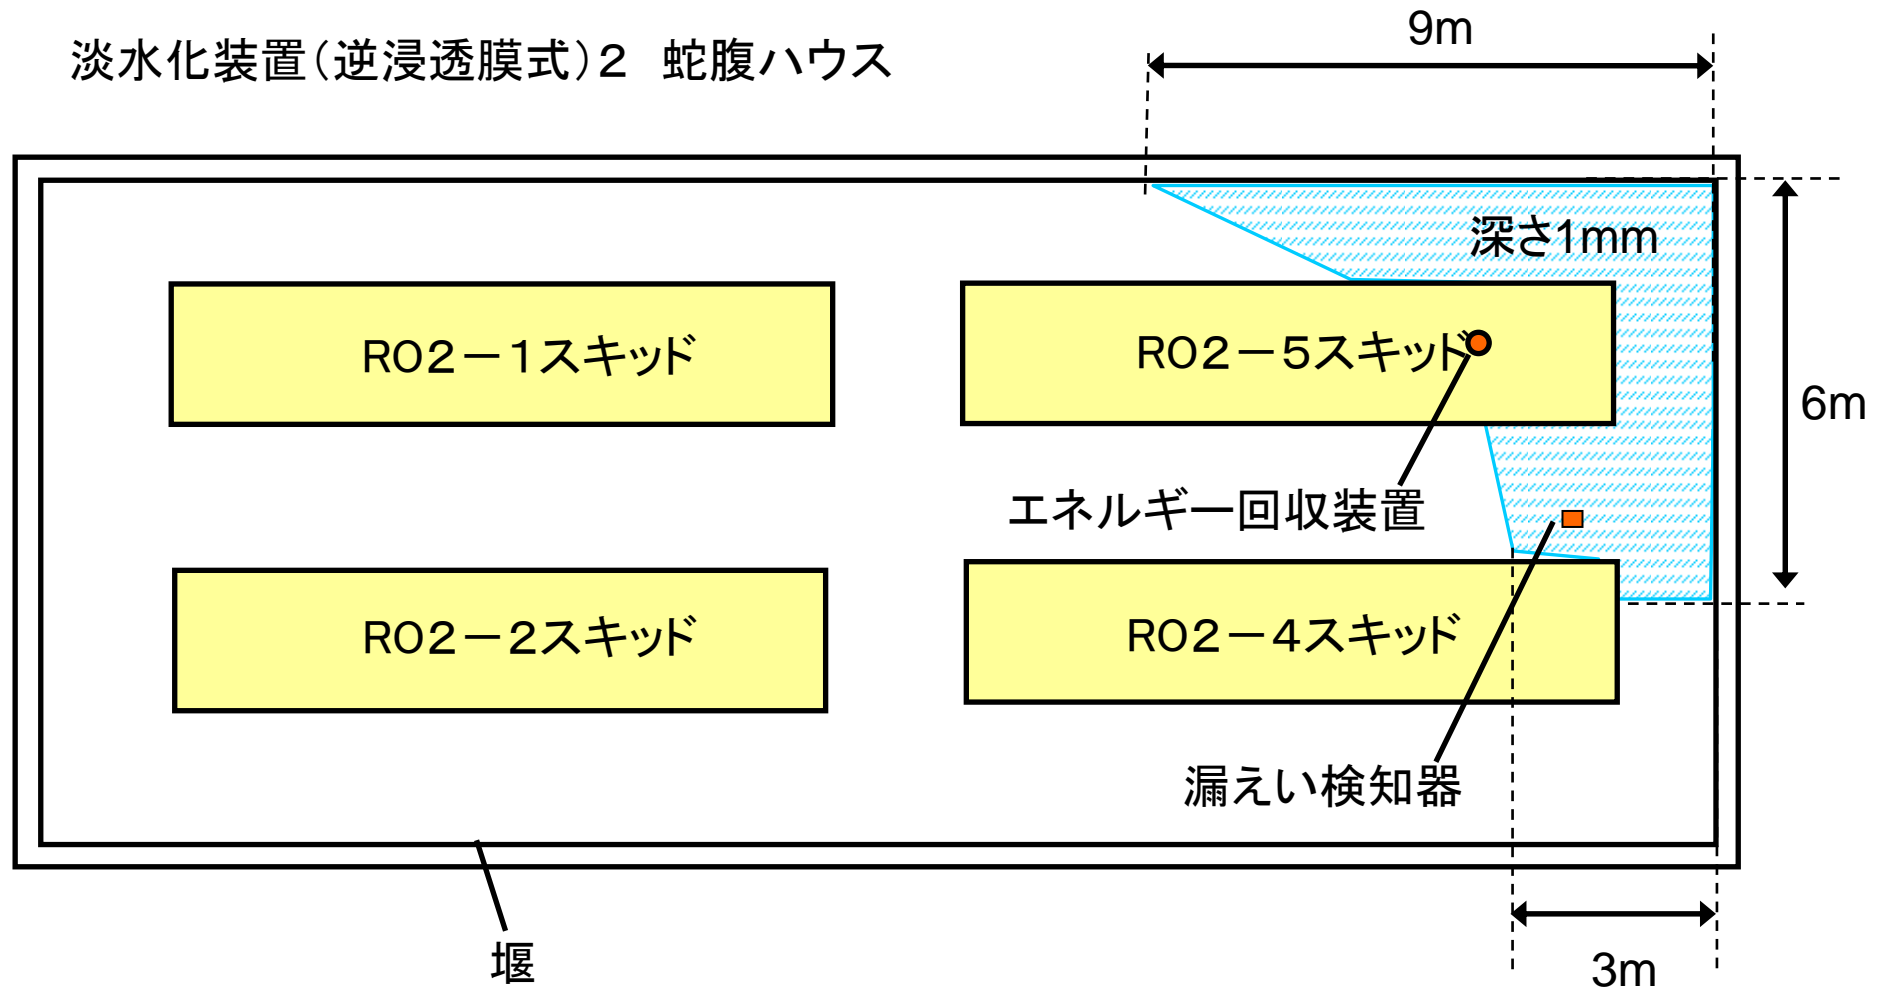 9m
淡水化装置（逆浸透膜式）２　蛇腹ハウス
深さ1mm
RO２－１スキッド
RO２－５スキッド
6m
エネルギー回収装置
RO２－２スキッド
RO２－４スキッド
漏えい検知器
堰
3m